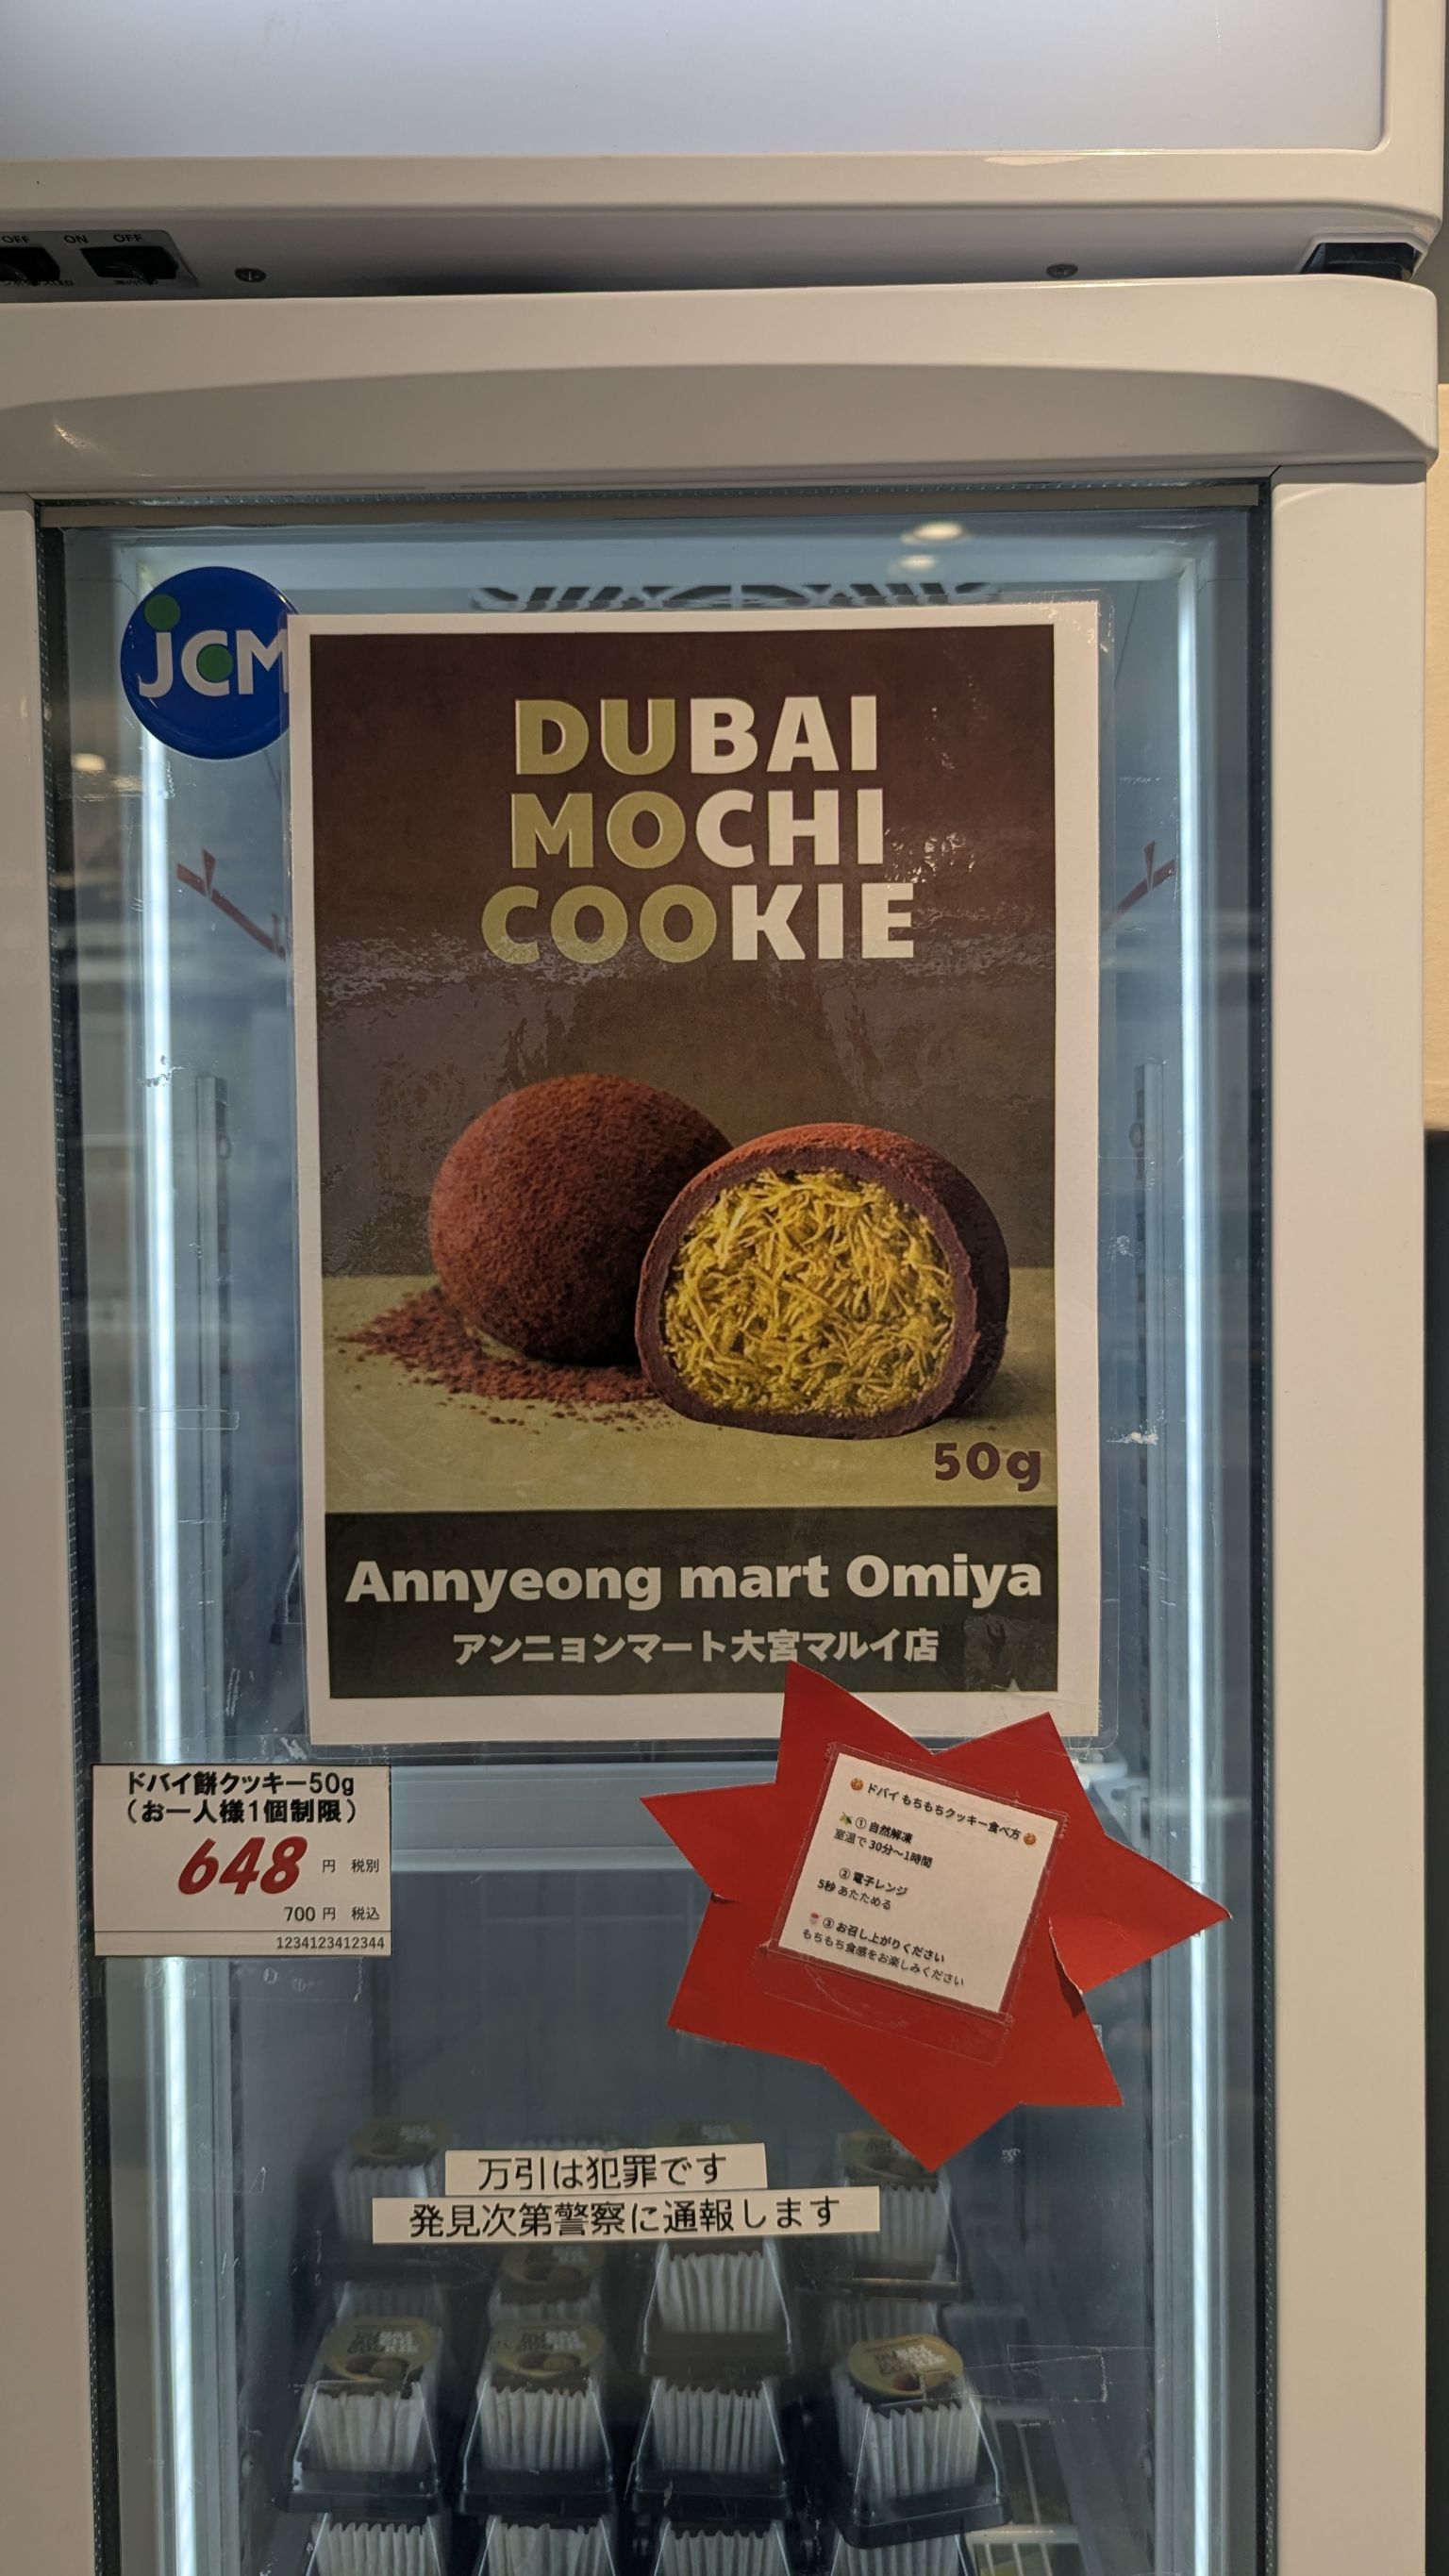 OFF ON OFF
JCM
DUBAI
MOCHI
COOKIE
50g
Annyeong mart Omiya
アンニョンマート大宮マルイ店
ドバイ餅クッキー50g
(お一人様1個制限)
648 円 税別
700 円 税込
1234123412344
ドバイ もちもちクッキー食べ方
① 自然解凍
室温で 30分~1時間
② 電子レンジ
5秒 あたためる
③ お召し上がりください
もちもち食感をお楽しみください
万引は犯罪です
発見次第警察に通報します
DUBAI
MOCHI
COOKIE